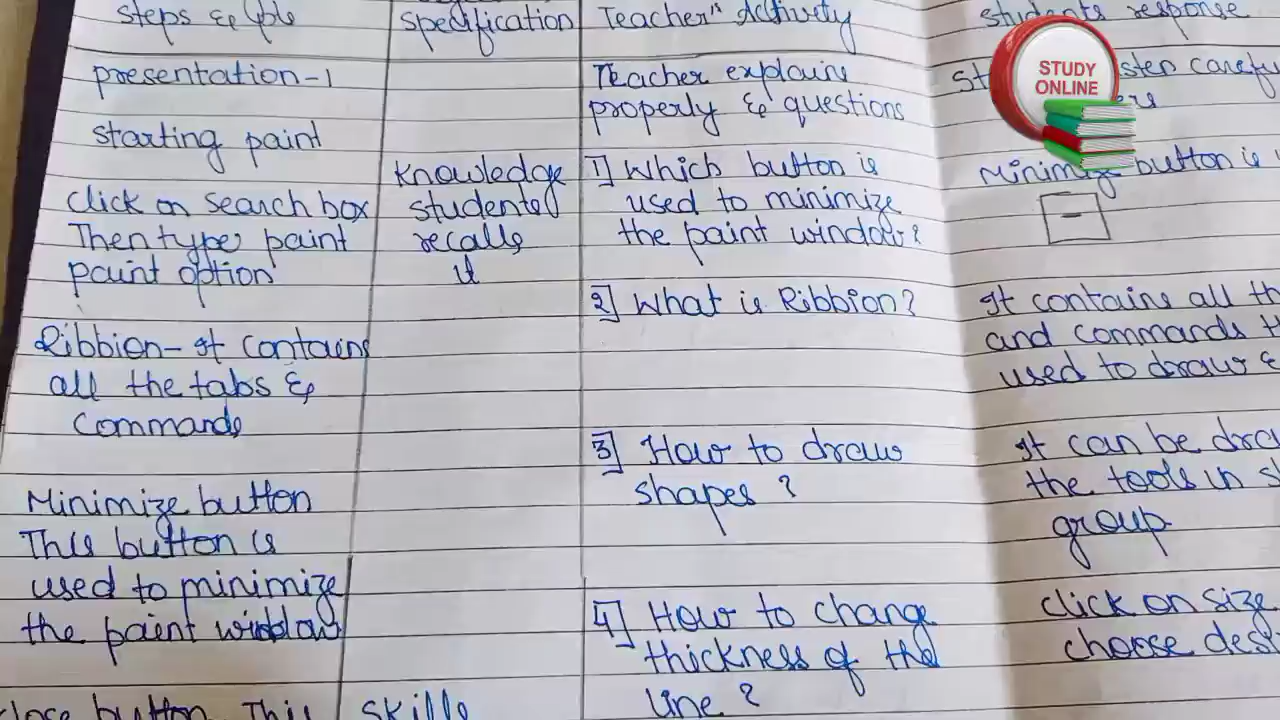 steps & tble
specification
Teacher's Activity
students response
presentation-1
starting paint
Click on search box
Then type paint
paint option
Ribbion- It contains
all the tabs &
Commands
Minimize button
This button is
used to minimize
the paint window
close button This
Knowledge
students
recalls
it
skills
Teacher explains
properly & questions
1] Which button is
used to minimize
the paint window?
2] What is Ribbion?
3] How to draw
shapes ?
4] How to change
thickness of the
line ?
Minimize button is
It contains all
and commands
used to draw &
It can be
the tools in
group
click on size
choose
STUDY
ONLINE